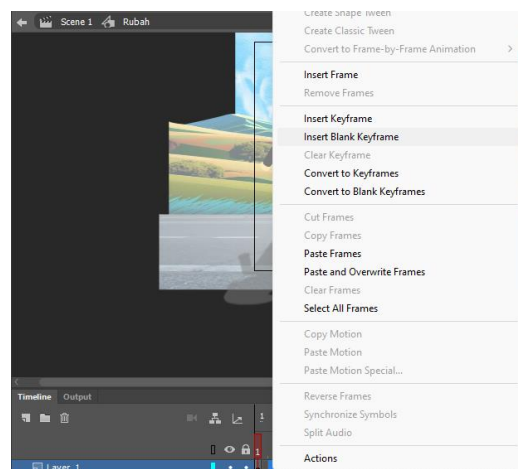 Scene 1 Rubah
Create Shape Tween
Create Classic Tween
Convert to Frame-by-Frame Animation
Insert Frame
Remove Frames
Insert Keyframe
Insert Blank Keyframe
Clear Keyframe
Convert to Keyframes
Convert to Blank Keyframes
Cut Frames
Copy Frames
Paste Frames
Paste and Overwrite Frames
Clear Frames
Select All Frames
Copy Motion
Paste Motion
Paste Motion Special...
Reverse Frames
Synchronize Symbols
Split Audio
Actions
Timeline Output
1
1
Layer 1